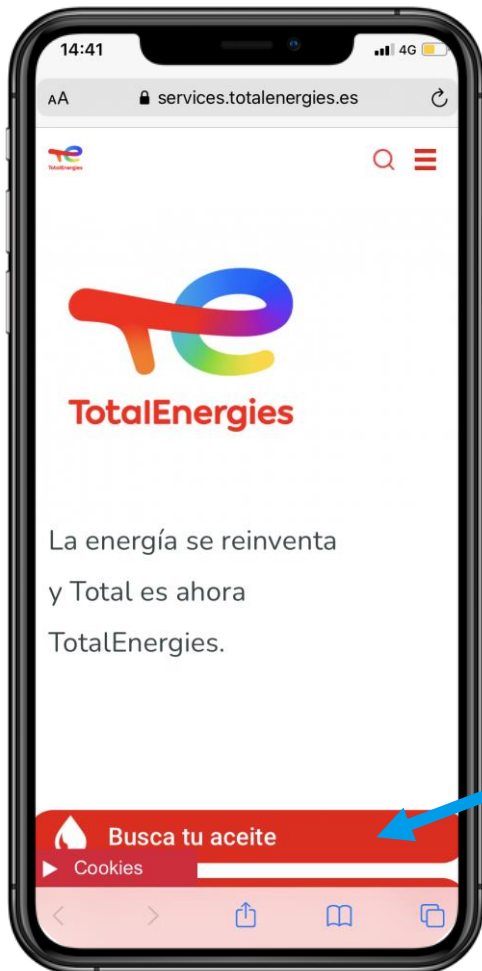 14:41
4G
AA
services.totalenergies.es
TotalEnergies
TotalEnergies
La energía se reinventa
y Total es ahora
TotalEnergies.
Busca tu aceite
Cookies